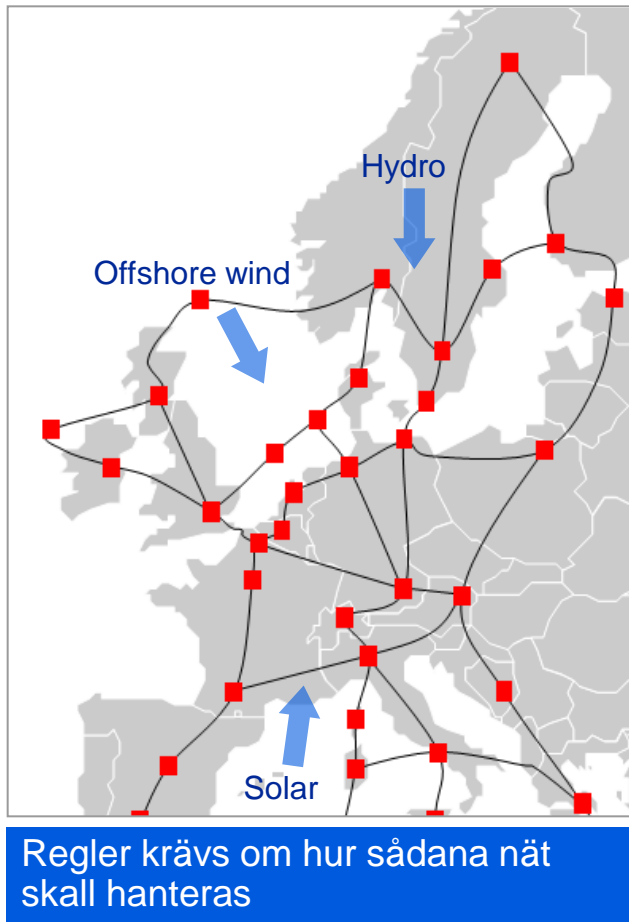 Hydro
Offshore wind
Solar
Regler krävs om hur sådana nät
skall hanteras